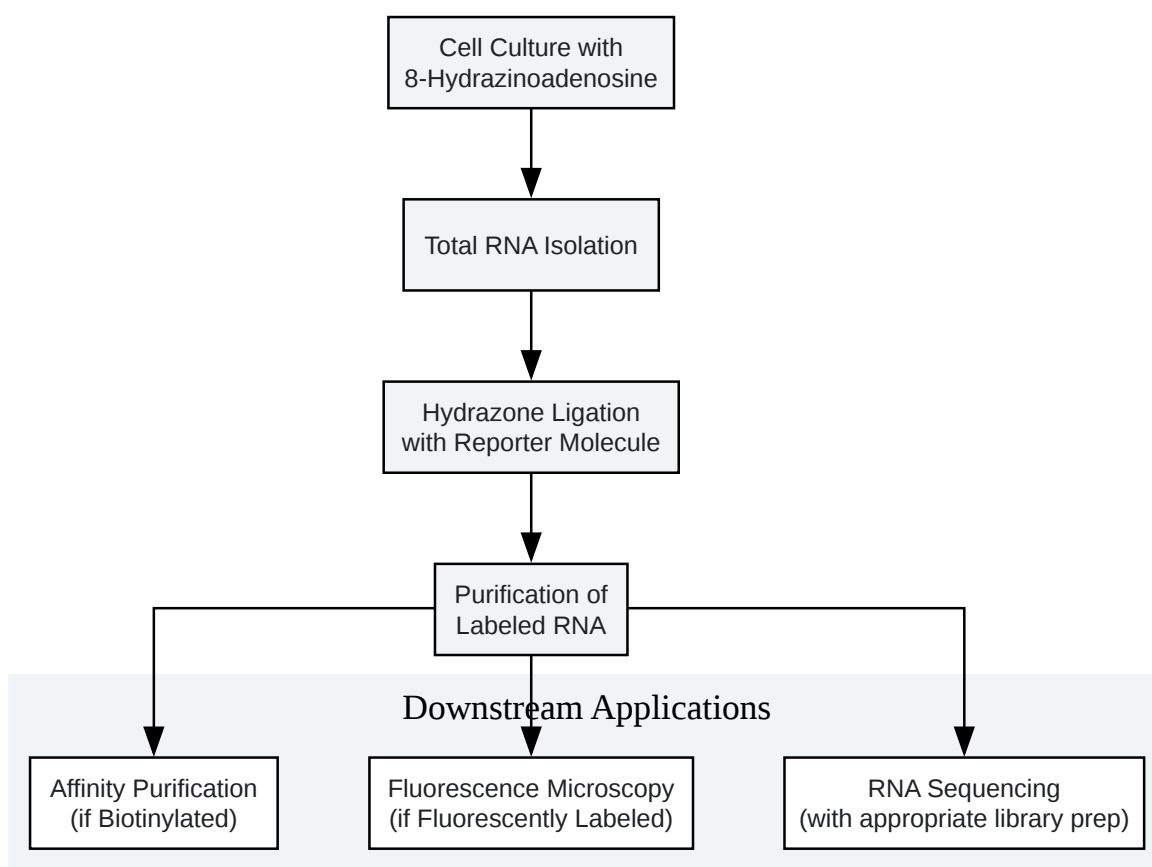 Cell Culture with
8-Hydrazinoadenosine
Total RNA Isolation
Hydrazone Ligation
with Reporter Molecule
Purification of
Labeled RNA
Downstream Applications
Affinity Purification
(if Biotinylated)
Fluorescence Microscopy
(if Fluorescently Labeled)
RNA Sequencing
(with appropriate library prep)